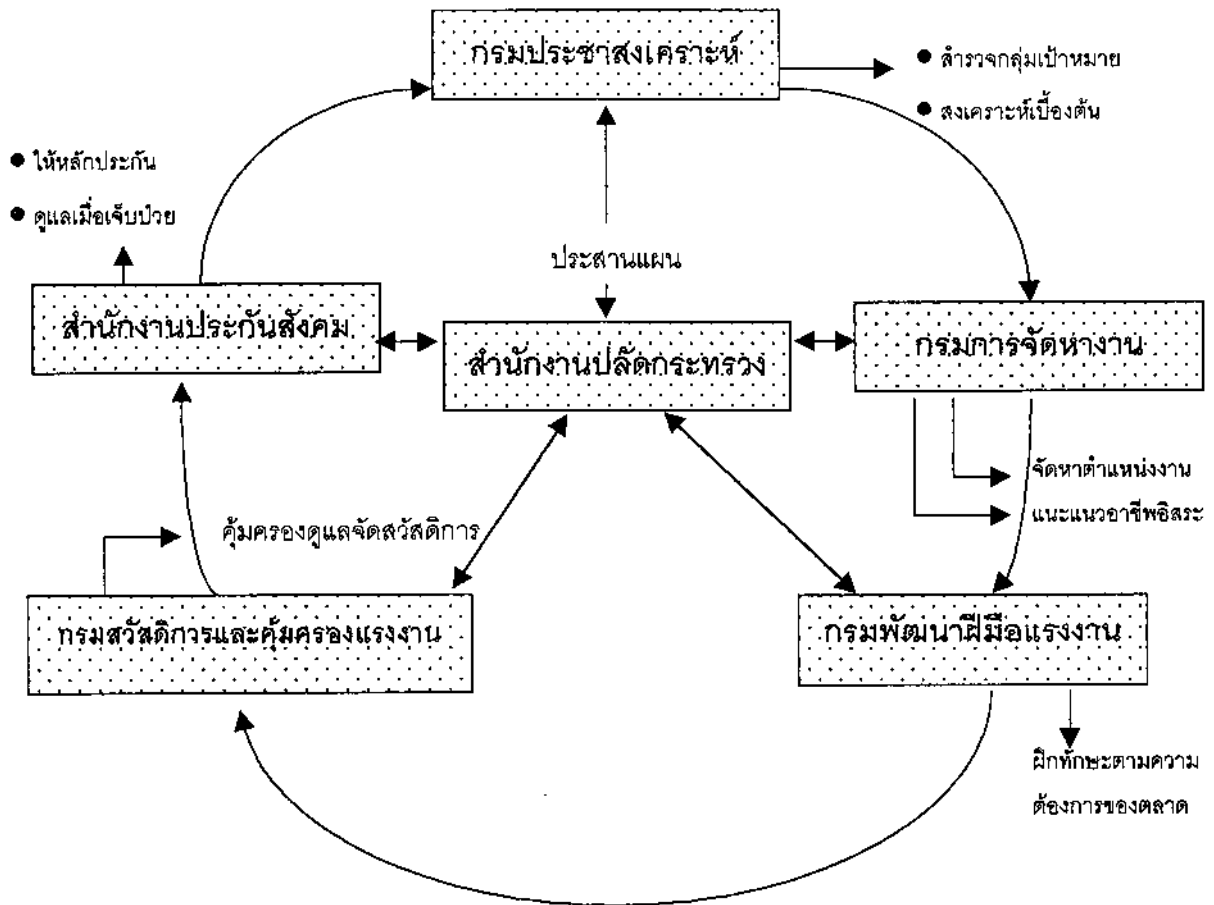 กรมประชาสงเคราะห์
● สำรวจกลุ่มเป้าหมาย
● สงเคราะห์เบื้องต้น
● ให้หลักประกัน
● ดูแลเมื่อเจ็บป่วย
ประสานแผน
สำนักงานประกันสังคม
สำนักงานปลัดกระทรวง
กรมการจัดหางาน
จัดหาตำแหน่งงาน
แนะแนวอาชีพอิสระ
คุ้มครองดูแลจัดสวัสดิการ
กรมสวัสดิการและคุ้มครองแรงงาน
กรมพัฒนาฝีมือแรงงาน
ฝึกทักษะตามความ
ต้องการของตลาด